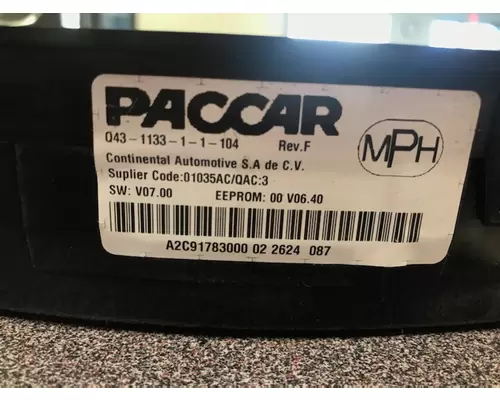 PACCAR
Q43-1133-1-1-104 Rev.F
Continental Automotive S.A de C.V.
Suplier Code:01035AC/QAC:3
SW: V07.00 EEPROM: 00 V06.40
MPH
A2C91783000 02 2624 087